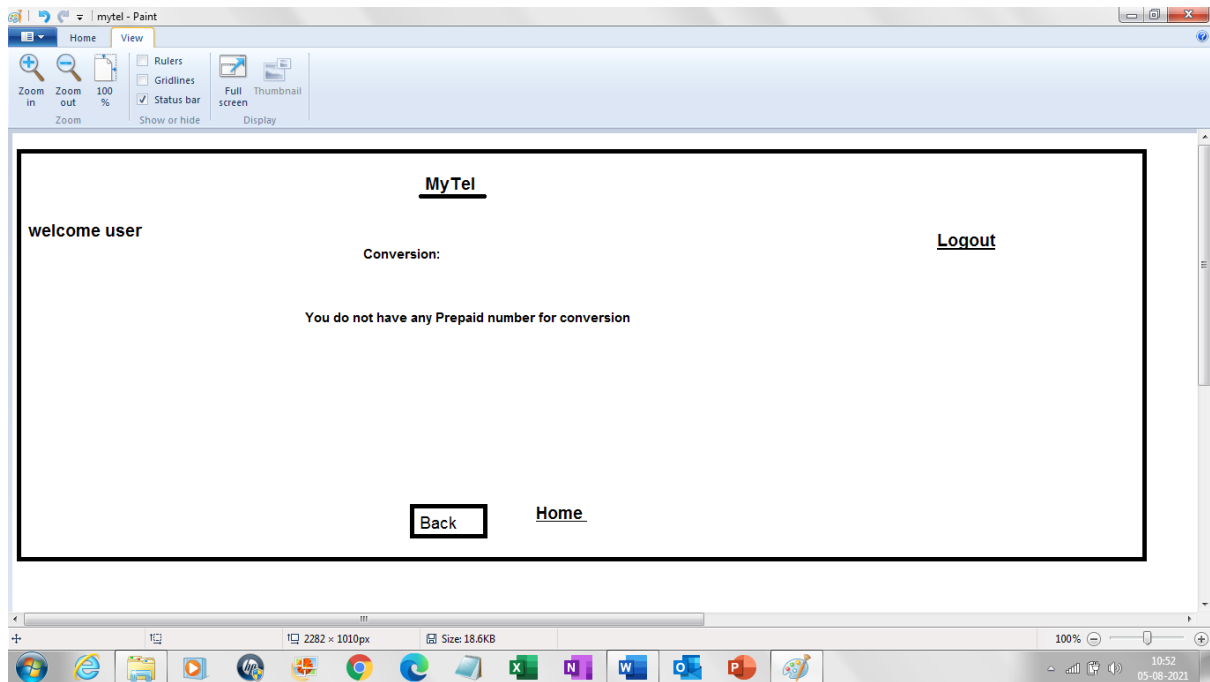 mytel - Paint
Home View
Rulers
Gridlines
Status bar
Zoom in
Zoom out
100 %
Full screen
Thumbnail
Zoom
Show or hide
Display
MyTel
welcome user
Logout
Conversion:
You do not have any Prepaid number for conversion
Back
Home
2282 × 1010px
Size: 18.6KB
100%
10:52
05-08-2021